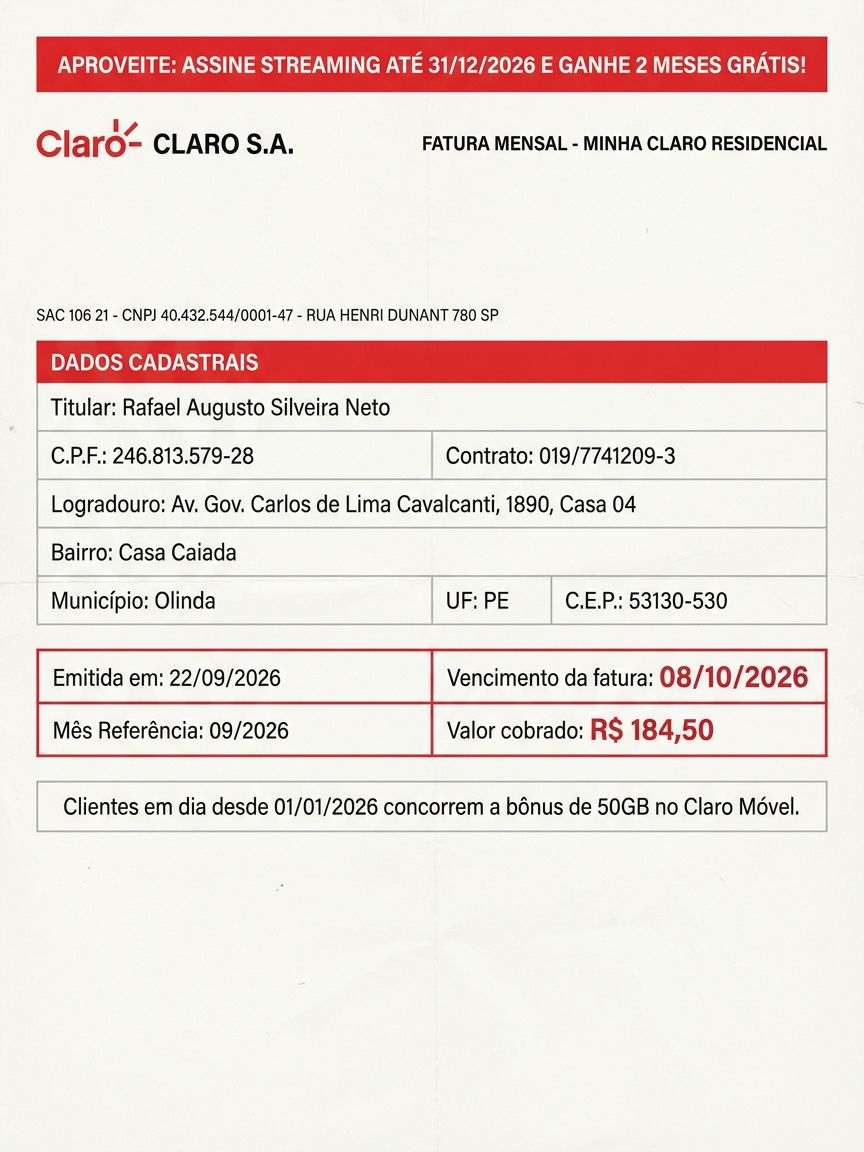 APROVEITE: ASSINE STREAMING ATÉ 31/12/2026 E GANHE 2 MESES GRÁTIS!
Claro CLARO S.A. FATURA MENSAL - MINHA CLARO RESIDENCIAL
SAC 106 21 - CNPJ 40.432.544/0001-47 - RUA HENRI DUNANT 780 SP
DADOS CADASTRAIS
Titular: Rafael Augusto Silveira Neto
C.P.F.: 246.813.579-28 Contrato: 019/7741209-3
Logradouro: Av. Gov. Carlos de Lima Cavalcanti, 1890, Casa 04
Bairro: Casa Caiada
Município: Olinda UF: PE C.E.P.: 53130-530
Emitida em: 22/09/2026 Vencimento da fatura: 08/10/2026
Mês Referência: 09/2026 Valor cobrado: R$ 184,50
Clientes em dia desde 01/01/2026 concorrem a bônus de 50GB no Claro Móvel.